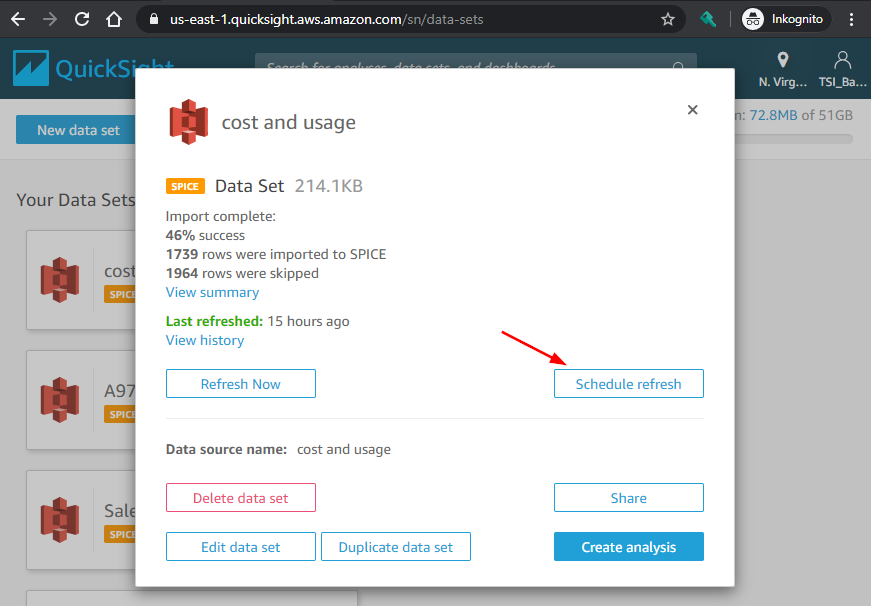 us-east-1.quicksight.aws.amazon.com/sn/data-sets
Inkognito
QuickSight
Search for analyses, data sets, and dashboards
N. Virg...
TSI_Ba...
New data set
n: 72.8MB of 51GB
cost and usage
SPICE Data Set 214.1KB
Your Data Sets
Import complete:
46% success
1739 rows were imported to SPICE
1964 rows were skipped
View summary
cost
SPICE
Last refreshed: 15 hours ago
View history
Refresh Now
Schedule refresh
A97
SPICE
Data source name: cost and usage
Delete data set
Share
Sale
SPICE
Edit data set
Duplicate data set
Create analysis